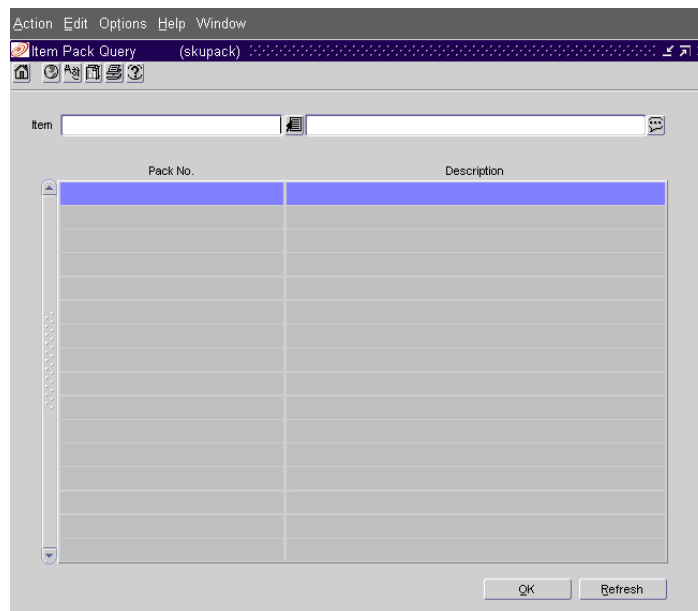 Action Edit Options Help Window
Item Pack Query (skupack)
Item
Pack No. Description
OK Refresh